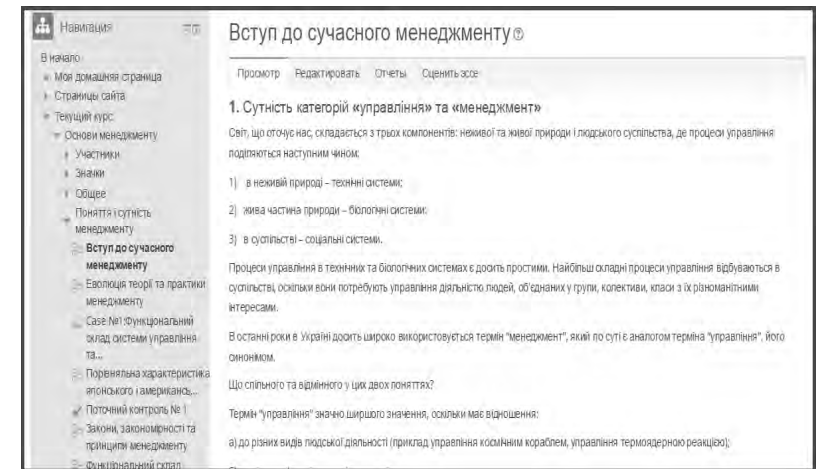 Навигация
В начало
Моя домашняя страница
Страницы сайта
Текущий курс
Основи менеджменту
Участники
Значки
Общее
Поняття і сутність
менеджменту
Вступ до сучасного
менеджменту
Еволюція теорії та практики
менеджменту
Case №1:Функціональний
склад системи управління
та...
Порівняльна характеристика
японського і американсь...
Поточний контроль № 1
Закони, закономірності та
принципи менеджменту
Функціональний склад
Вступ до сучасного менеджменту
Просмотр Редактировать Отчеты Оценить эссе
1. Сутність категорій «управління» та «менеджмент»
Світ, що оточує нас, складається з трьох компонентів: неживої та живої природи і людського суспільства, де процеси управління
поділяються наступним чином:
1) в неживій природі – технічні системи;
2) жива частина природи – біологічні системи:
3) в суспільстві – соціальні системи.
Процеси управління в технічних та біологічних системах є досить простими. Найбільш складні процеси управління відбуваються в
суспільстві, оскільки вони потребують управління діяльністю людей, об'єднаних у групи, колективи, класи з їх різноманітними
інтересами.
В останні роки в Україні досить широко використовується термін "менеджмент", який по суті є аналогом терміна "управління", його
синонімом.
Що спільного та відмінного у цих двох поняттях?
Термін "управління" значно ширшого значення, оскільки має відношення:
а) до різних видів людської діяльності (приклад управління космічним кораблем, управління термоядерною реакцією);